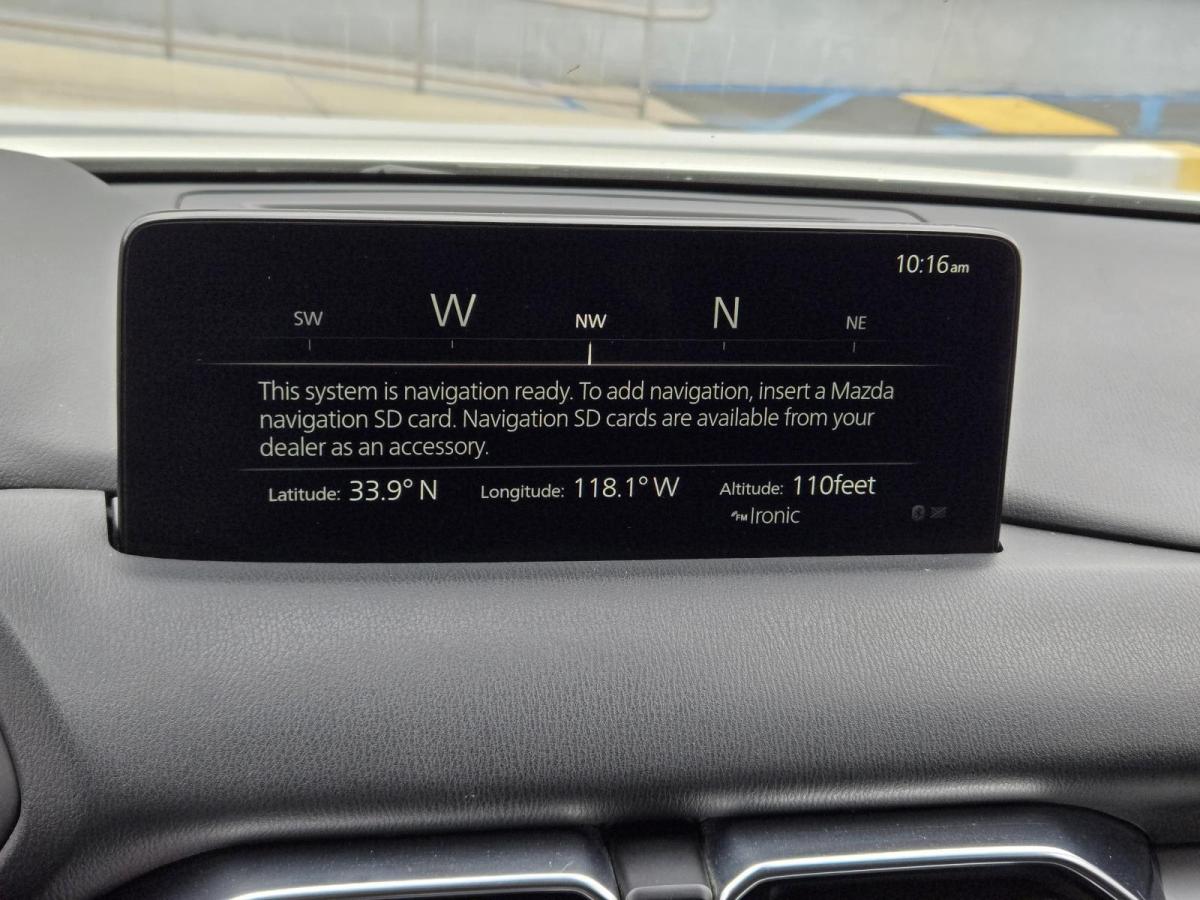 10:16am
SW W NW N NE
This system is navigation ready. To add navigation, insert a Mazda
navigation SD card. Navigation SD cards are available from your
dealer as an accessory.
Latitude: 33.9° N Longitude: 118.1° W Altitude: 110feet
FM Ironic